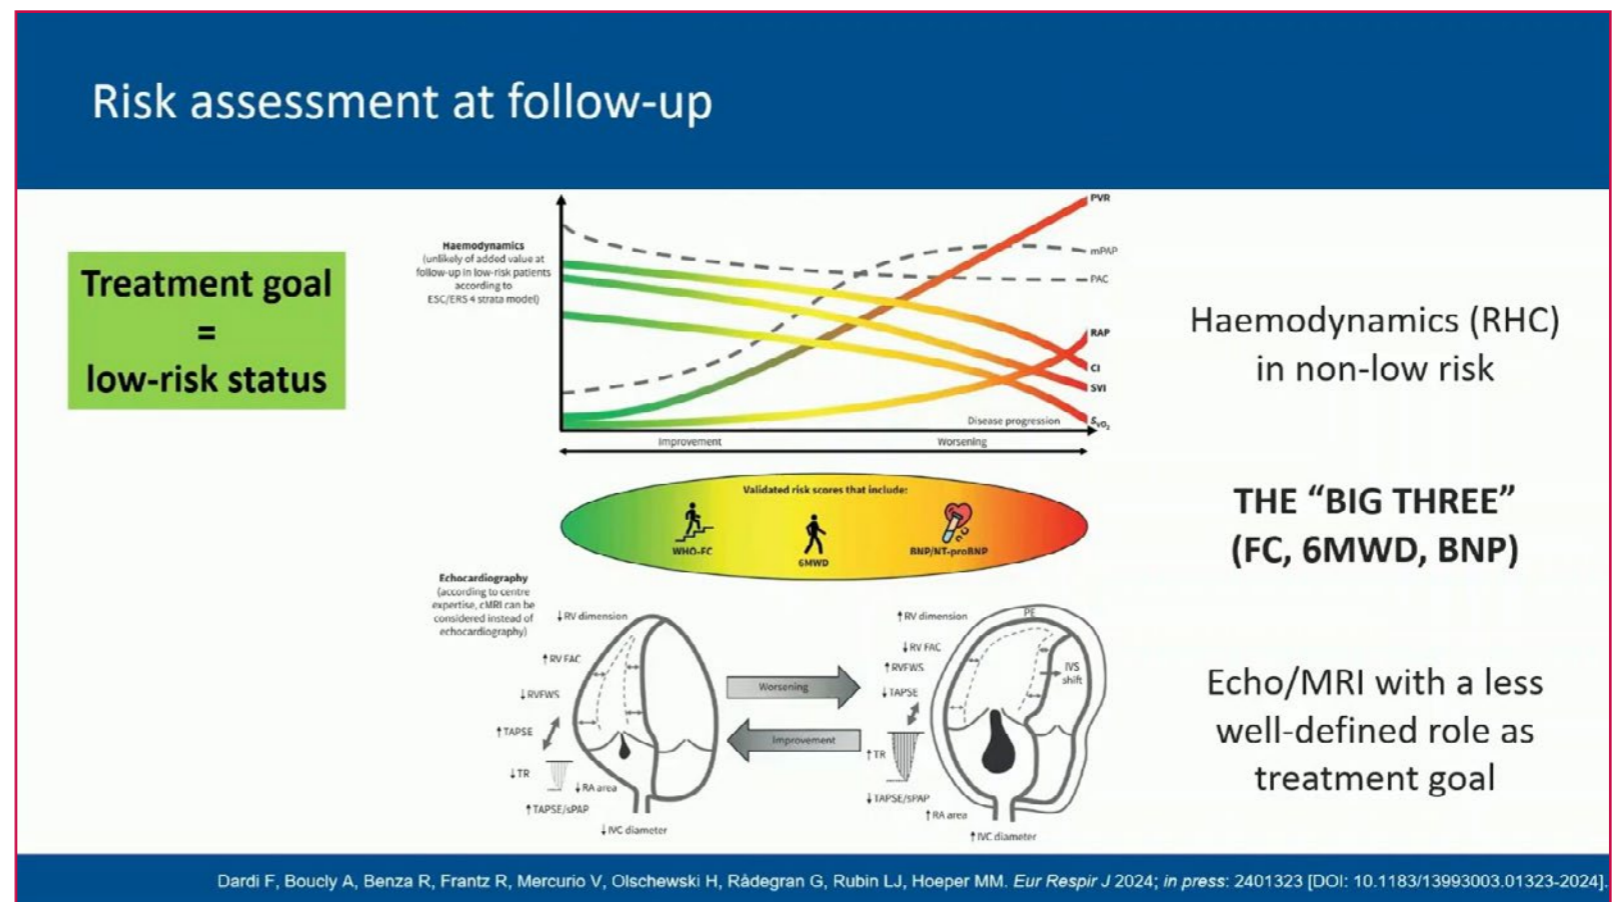 Risk assessment at follow-up
Treatment goal
=
low-risk status
Haemodynamics
(unlikely of added value at
follow-up in low-risk patients
according to
ESC/ERS 4 strata model)
PVR
mPAP
PAC
RAP
CI
SVI
SvO₂
Disease progression
Improvement
Worsening
Haemodynamics (RHC)
in non-low risk
Validated risk scores that include:
WHO-FC
6MWD
BNP/NT-proBNP
THE “BIG THREE”
(FC, 6MWD, BNP)
Echocardiography
(according to centre
expertise, cMRI can be
considered instead of
echocardiography)
↓RV dimension
↑RV FAC
↓RVFWS
↑TAPSE
↓TR
↓RA area
↑TAPSE/sPAP
↓IVC diameter
Worsening
Improvement
PE
↑RV dimension
↓RV FAC
↑RVFWS
↓TAPSE
IVS
shift
↑TR
↓TAPSE/sPAP
↑RA area
↑IVC diameter
Echo/MRI with a less
well-defined role as
treatment goal
Dardi F, Boucly A, Benza R, Frantz R, Mercurio V, Olschewski H, Rådegran G, Rubin LJ, Hoeper MM. Eur Respir J 2024; in press: 2401323 [DOI: 10.1183/13993003.01323-2024].